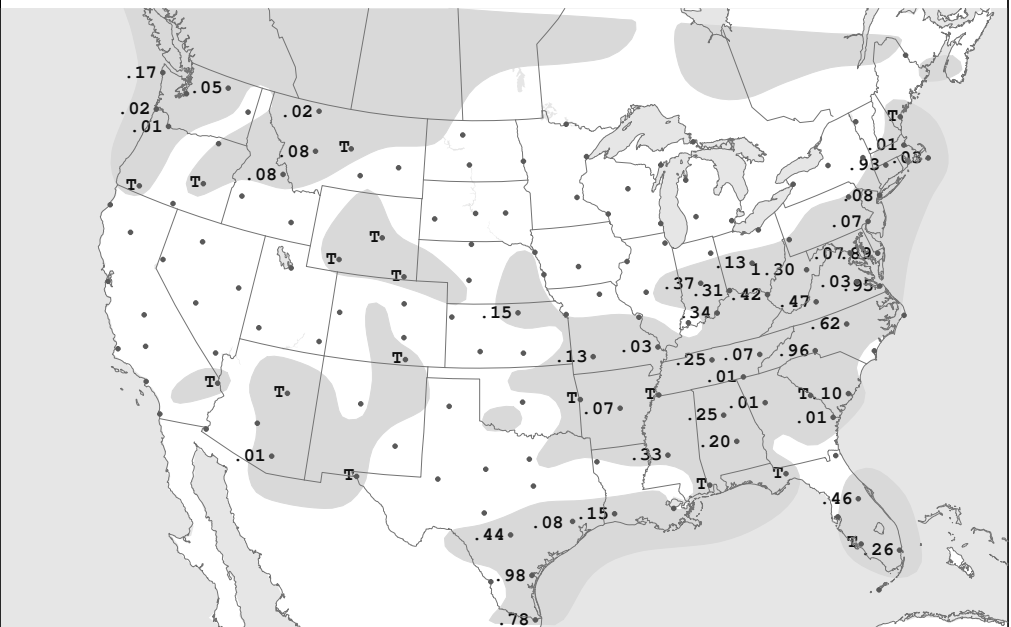 .17
.05
.02
.02
T
.01
.01
T
.08
.93
.03
.08
T
T
.08
.07
T
.07
.89
T
.13
1.30
T
.37
.31
.42
.03
.95
.47
.15
.34
.62
.03
.07
.96
.13
.25
T
.01
T
T
T
T
T
.10
.07
.01
.25
.01
.20
.33
.01
T
T
T
.46
.15
.08
.44
T
.26
.98
.78